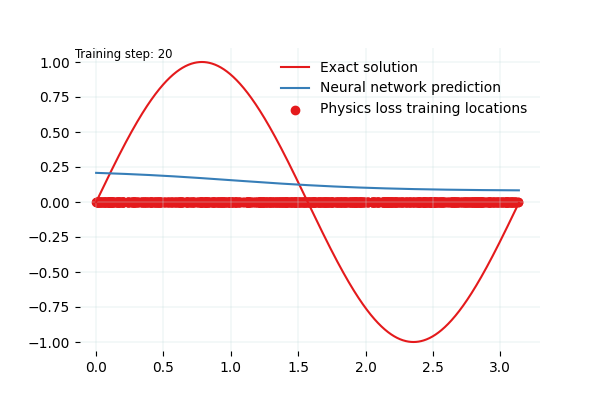 Training step: 20
Exact solution
Neural network prediction
Physics loss training locations
1.00
0.75
0.50
0.25
0.00
−0.25
−0.50
−0.75
−1.00
0.0 0.5 1.0 1.5 2.0 2.5 3.0